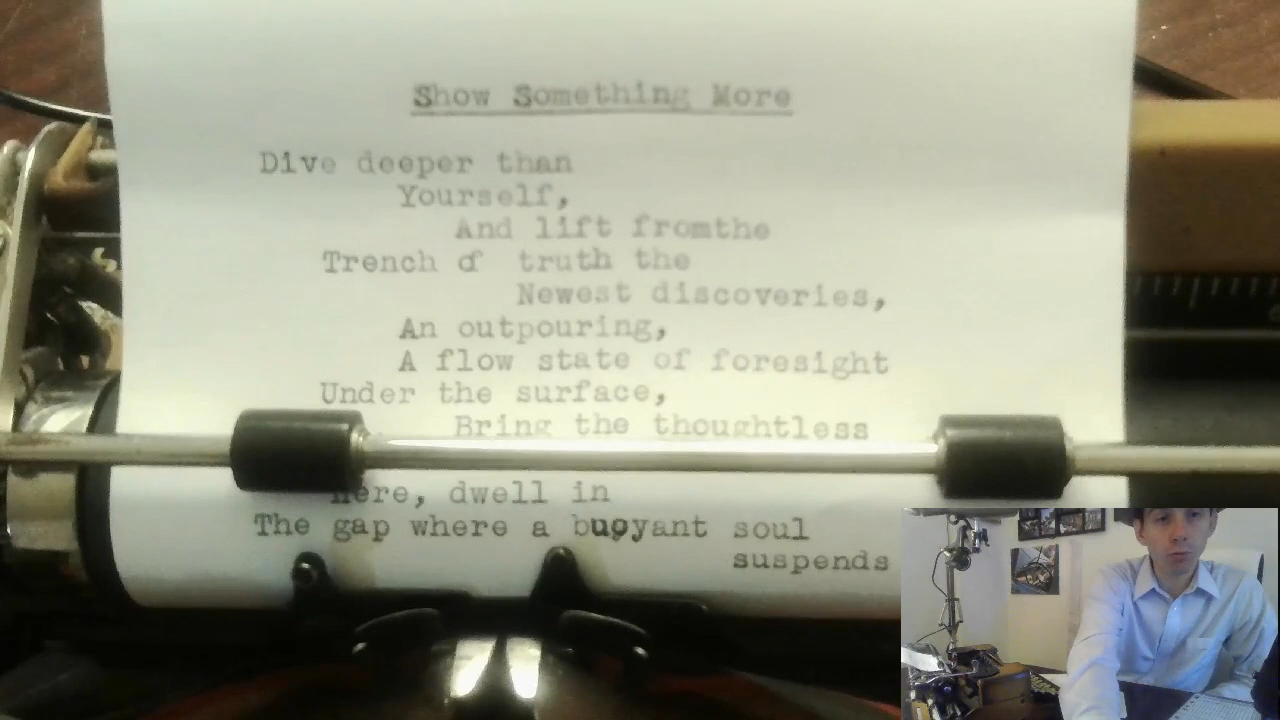 Show Something More
Dive deeper than
Yourself,
And lift fromthe
Trench of truth the
Newest discoveries,
An outpouring,
A flow state of foresight
Under the surface,
Bring the thoughtless
here, dwell in
The gap where a buoyant soul
suspends